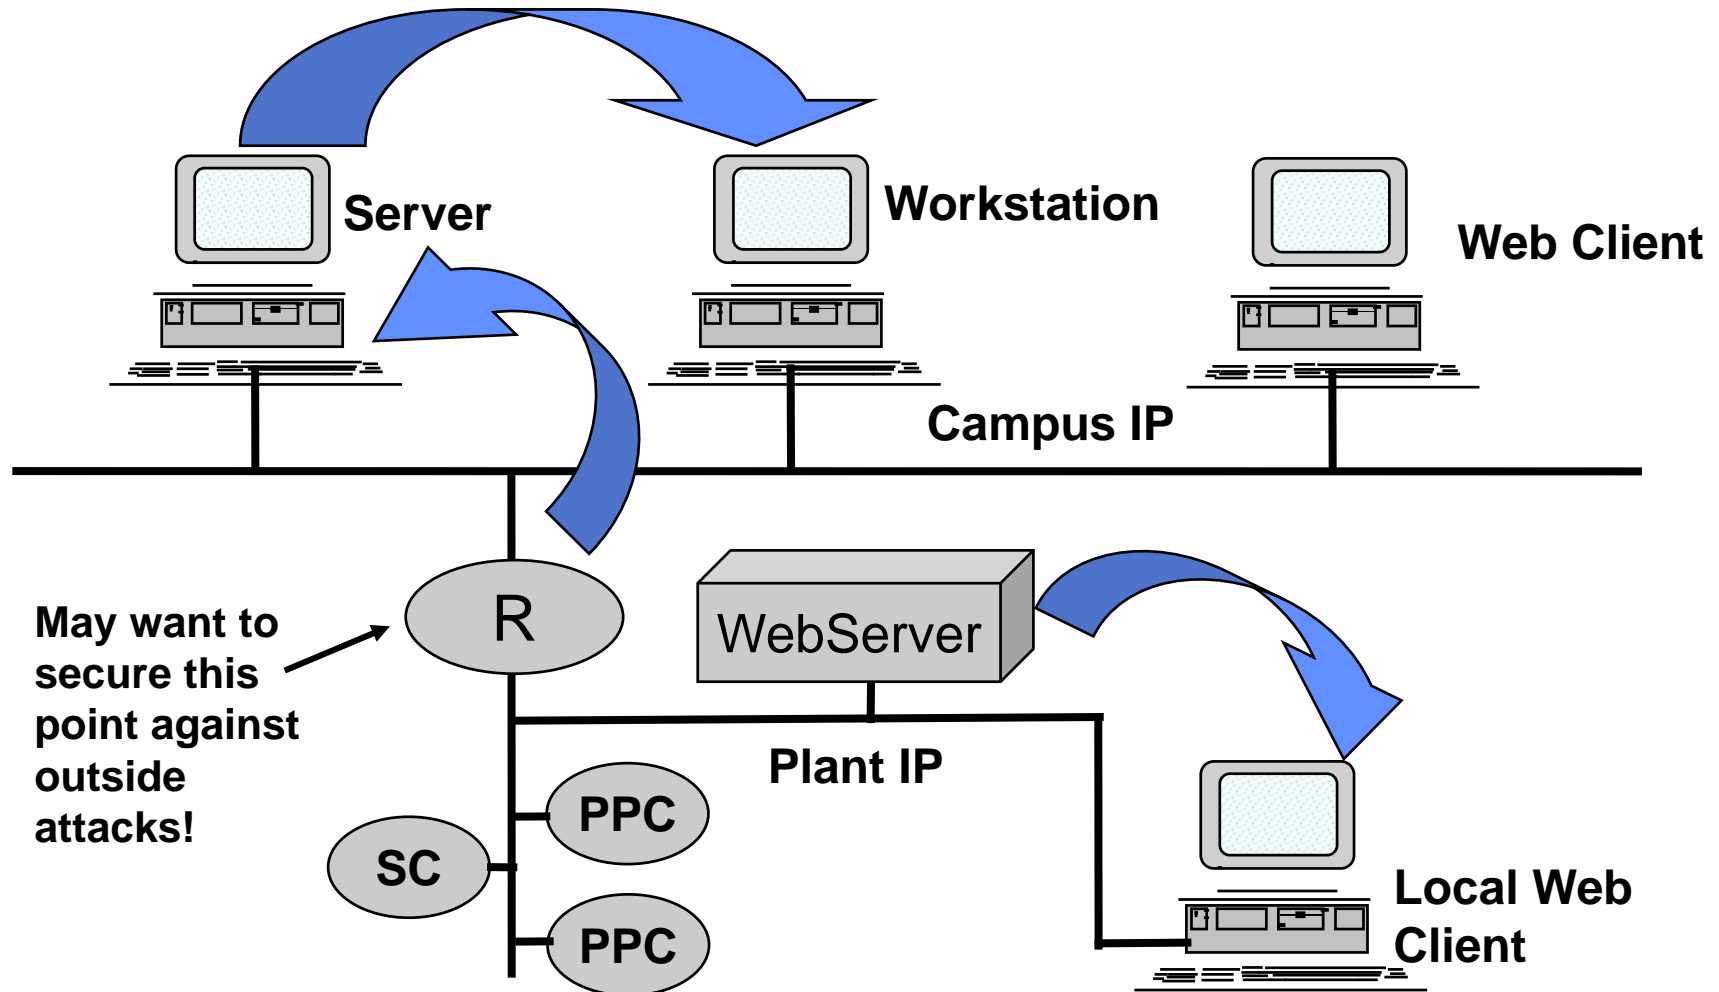 Server
Workstation
Web Client
Campus IP
R
WebServer
May want to
secure this
point against
outside
attacks!
Plant IP
PPC
SC
PPC
Local Web
Client